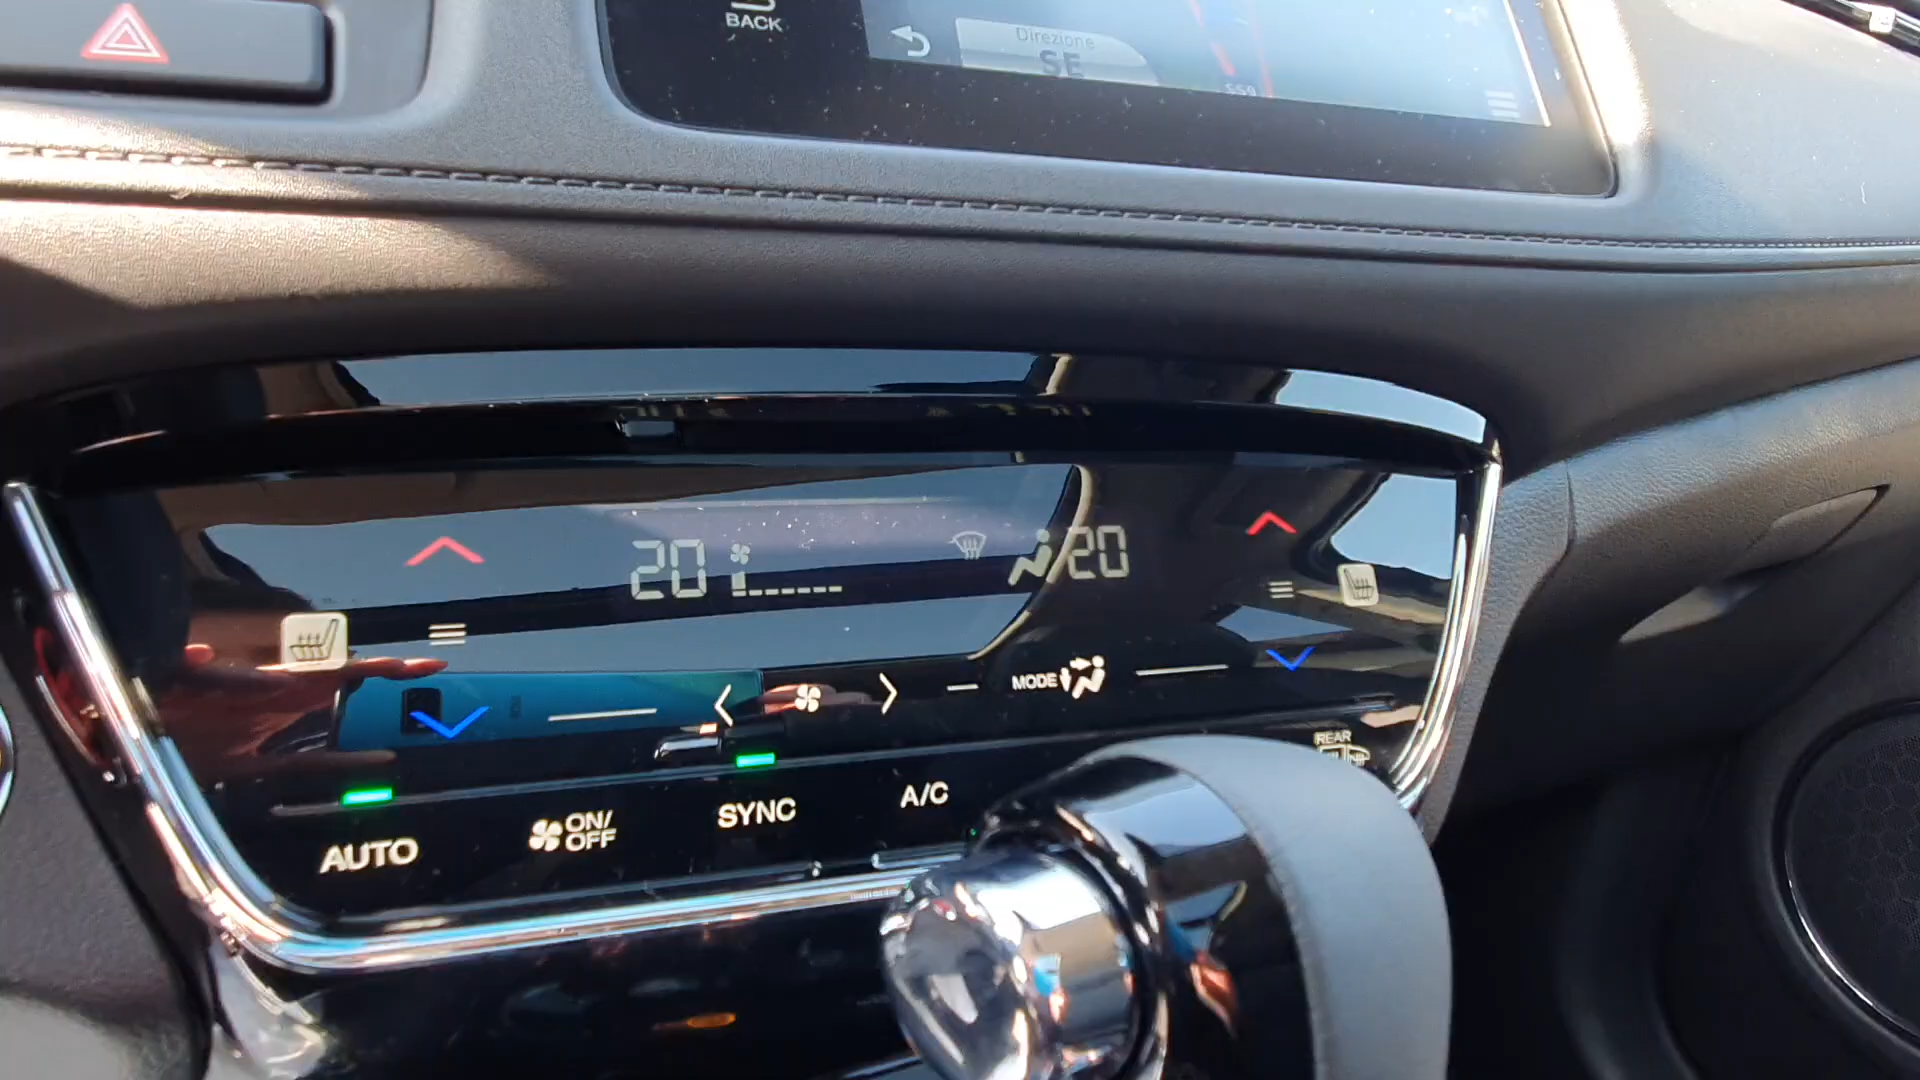 BACK
Direzione
SE
20
20
MODE
REAR
ON/
OFF
SYNC
A/C
AUTO